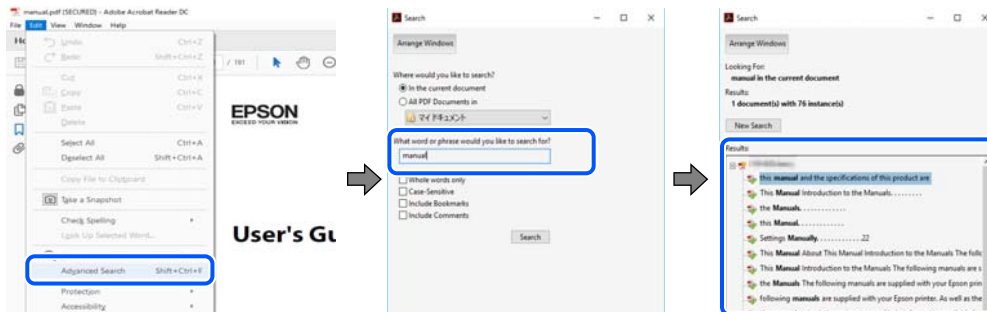 manual.pdf (SECURED) - Adobe Acrobat Reader DC
File Edit View Window Help
Undo Ctrl+Z
Redo Shift+Ctrl+Z
Cut Ctrl+X
Copy Ctrl+C
Paste Ctrl+V
Delete
Select All Ctrl+A
Deselect All Shift+Ctrl+A
Copy File to Clipboard
Take a Snapshot
Check Spelling
Look Up Selected Word...
Advanced Search Shift+Ctrl+F
Protection
Accessibility
/ 181
EPSON
EXCEED YOUR VISION
User's Gu
Search
Arrange Windows
Where would you like to search?
In the current document
All PDF Documents in
マイ ドキュメント
What word or phrase would you like to search for?
manual
Whole words only
Case-Sensitive
Include Bookmarks
Include Comments
Search
Search
Arrange Windows
Looking For:
manual in the current document
Results:
1 document(s) with 76 instance(s)
New Search
Results:
this manual and the specifications of this product are
This Manual Introduction to the Manuals. . . . . . . . .
the Manuals. . . . . . . . . . . . .
this Manual. . . . . . . . . . . . .
Settings Manually. . . . . . . . . . . . .22
This Manual About This Manual Introduction to the Manuals The follo
This Manual Introduction to the Manuals The following manuals are s
the Manuals The following manuals are supplied with your Epson prin
following manuals are supplied with your Epson printer. As well as the